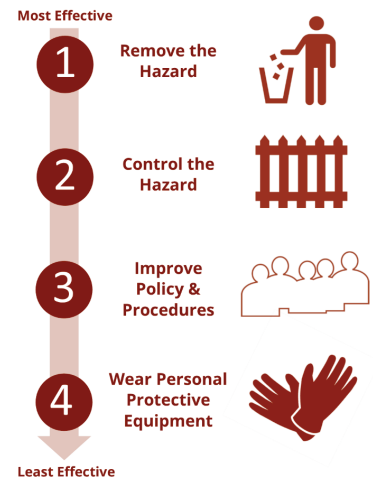 Most Effective
1
Remove the
Hazard
2
Control the
Hazard
3
Improve
Policy &
Procedures
4
Wear Personal
Protective
Equipment
Least Effective